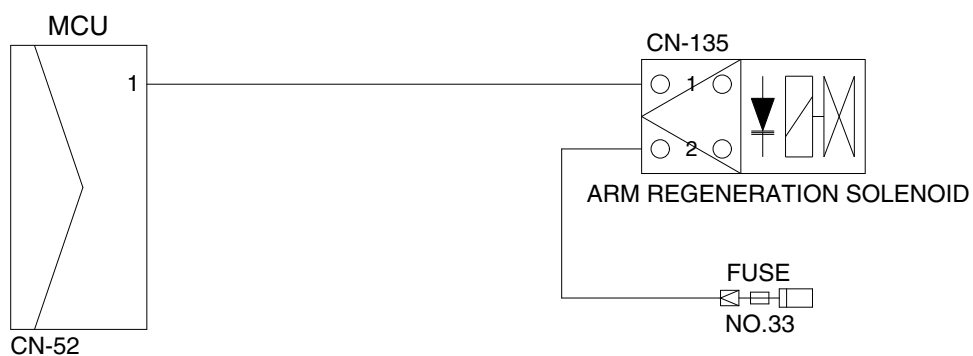 MCU
CN-135
1
1
2
ARM REGENERATION SOLENOID
FUSE
NO.33
CN-52